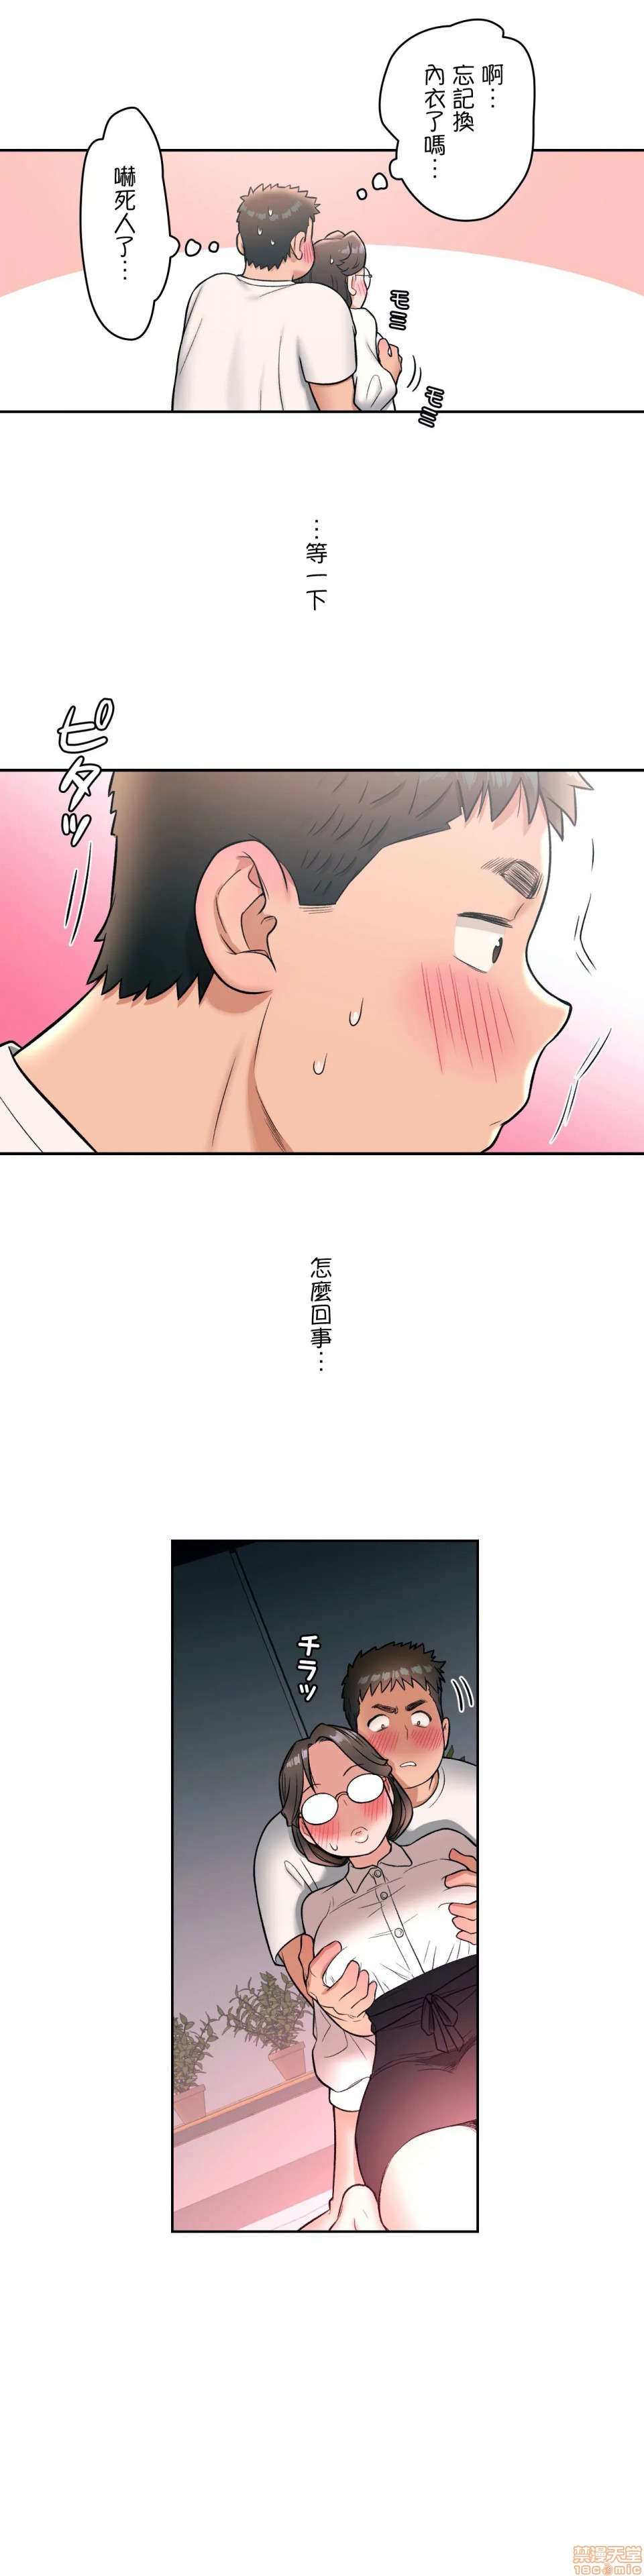 啊…
忘記換
內衣了嗎…
嚇死人了…
モミ
モミ
…等一下
ピタッ
怎麼回事…
チラッ
禁漫天堂
18comic